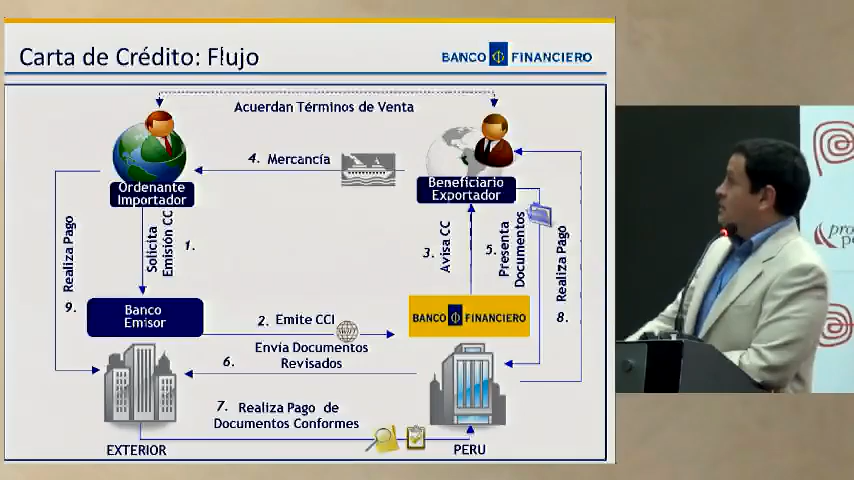 Carta de Crédito: Flujo
BANCO FINANCIERO
Acuerdan Términos de Venta
4. Mercancía
Ordenante
Importador
Beneficiario
Exportador
Realiza Pago
9.
Solicita
Emisión CC
1.
3. Avisa CC
5. Presenta
Documentos
Realiza Pago
8.
Banco
Emisor
2. Emite CCI
BANCO FINANCIERO
Envía Documentos
6. Revisados
7. Realiza Pago de
Documentos Conformes
EXTERIOR
PERU